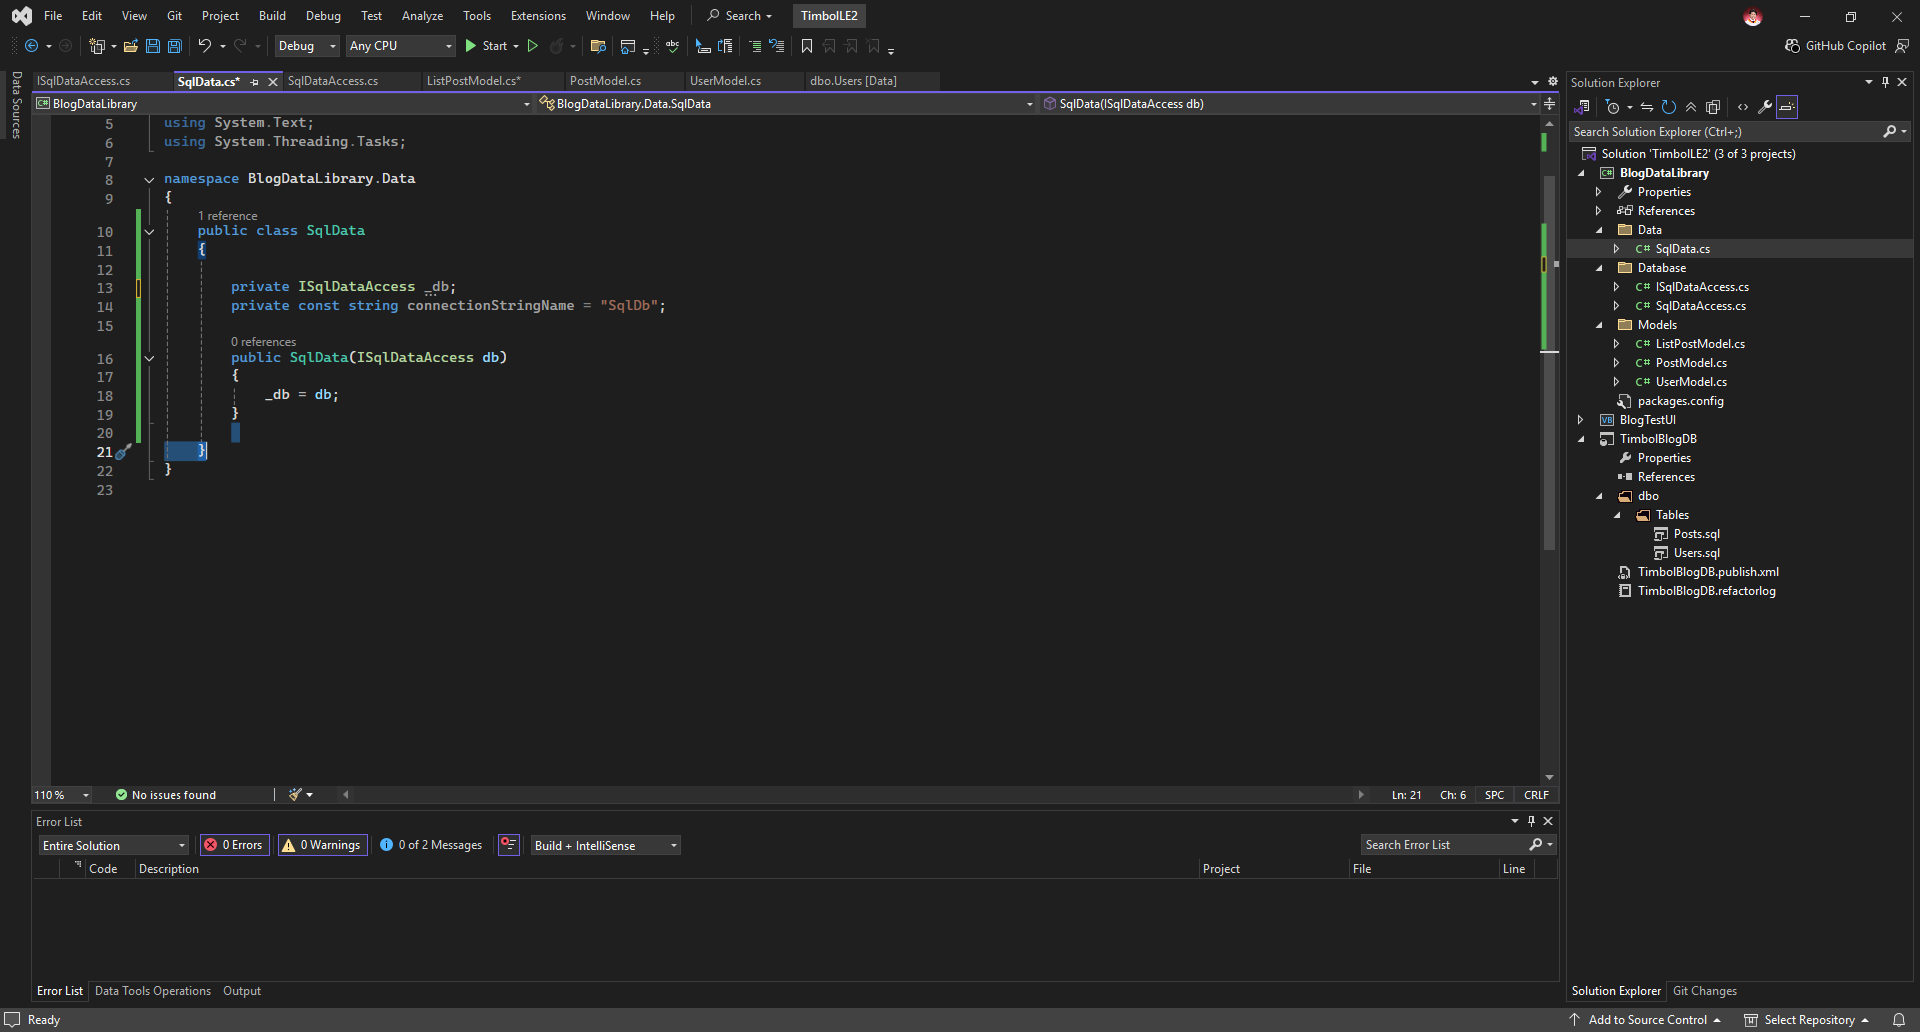 File Edit View Git Project Build Debug Test Analyze Tools Extensions Window Help Search TimbolLE2
Debug Any CPU Start GitHub Copilot
Data Sources
ISqlDataAccess.cs SqlData.cs* SqlDataAccess.cs ListPostModel.cs* PostModel.cs UserModel.cs dbo.Users [Data]
BlogDataLibrary BlogDataLibrary.Data.SqlData SqlData(ISqlDataAccess db)
5 using System.Text;
6 using System.Threading.Tasks;
7
8 namespace BlogDataLibrary.Data
9 {
1 reference
10 public class SqlData
11 {
12
13 private ISqlDataAccess _db;
14 private const string connectionStringName = "SqlDb";
15
0 references
16 public SqlData(ISqlDataAccess db)
17 {
18 _db = db;
19 }
20
21 }
22 }
23
110 % No issues found Ln: 21 Ch: 6 SPC CRLF
Error List
Entire Solution 0 Errors 0 Warnings 0 of 2 Messages Build + IntelliSense Search Error List
Code Description Project File Line
Error List Data Tools Operations Output
Solution Explorer
Search Solution Explorer (Ctrl+;)
Solution 'TimbolLE2' (3 of 3 projects)
C# BlogDataLibrary
Properties
References
Data
C# SqlData.cs
Database
C# ISqlDataAccess.cs
C# SqlDataAccess.cs
Models
C# ListPostModel.cs
C# PostModel.cs
C# UserModel.cs
packages.config
VB BlogTestUI
TimbolBlogDB
Properties
References
dbo
Tables
Posts.sql
Users.sql
TimbolBlogDB.publish.xml
TimbolBlogDB.refactorlog
Solution Explorer Git Changes
Ready Add to Source Control Select Repository